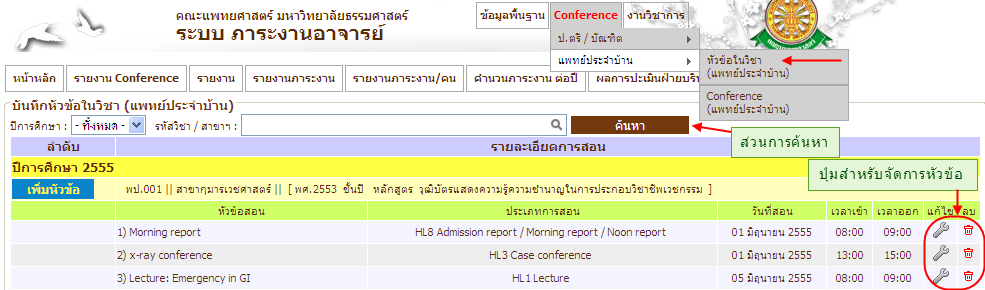 คณะแพทยศาสตร์ มหาวิทยาลัยธรรมศาสตร์
ระบบ ภาระงานอาจารย์
ข้อมูลพื้นฐาน Conference งานวิชาการ
ป.ตรี / บัณฑิต
แพทย์ประจำบ้าน
หัวข้อในวิชา
(แพทย์ประจำบ้าน)
Conference
(แพทย์ประจำบ้าน)
หน้าหลัก รายงาน Conference รายงาน รายงานภาระงาน รายงานภาระงาน/คน คำนวนภาระงาน ต่อปี ผลการประเมินฝ่ายบริ
บันทึกหัวข้อในวิชา (แพทย์ประจำบ้าน)
ปีการศึกษา : - ทั้งหมด - รหัสวิชา / สาขาฯ : ค้นหา
ส่วนการค้นหา
ลำดับ รายละเอียดการสอน
ปีการศึกษา 2555
ปุ่มสำหรับจัดการหัวข้อ
เพิ่มหัวข้อ พป.001 || สาขากุมารเวชศาสตร์ || [ พศ.2553 ชั้นปี หลักสูตร วุฒิบัตรแสดงความรู้ความชำนาญในการประกอบวิชาชีพเวชกรรม ]
หัวข้อสอน ประเภทการสอน วันที่สอน เวลาเข้า เวลาออก แก้ไข ลบ
1) Morning report HL8 Admission report / Morning report / Noon report 01 มิถุนายน 2555 08:00 09:00
2) x-ray conference HL3 Case conference 01 มิถุนายน 2555 13:00 15:00
3) Lecture: Emergency in GI HL1 Lecture 05 มิถุนายน 2555 08:00 09:00